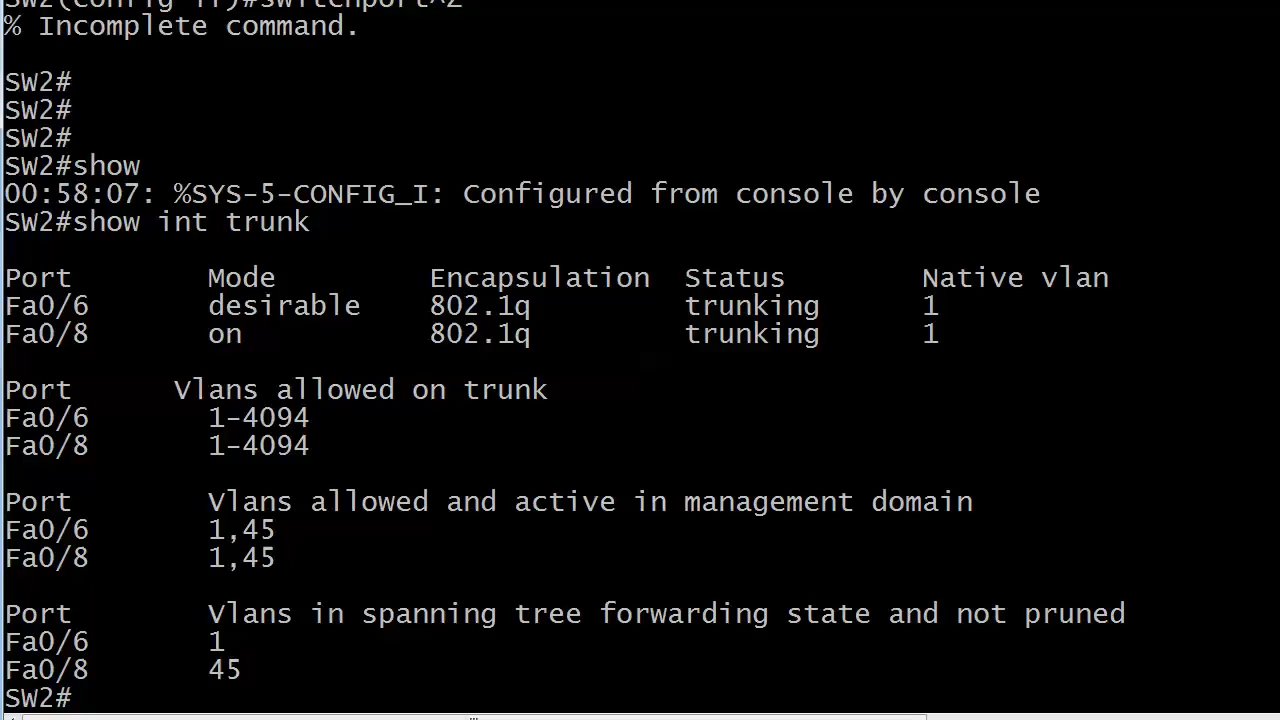 SW2(config-if)#switchport^Z
% Incomplete command.
SW2#
SW2#
SW2#
SW2#show
00:58:07: %SYS-5-CONFIG_I: Configured from console by console
SW2#show int trunk
Port Mode Encapsulation Status Native vlan
Fa0/6 desirable 802.1q trunking 1
Fa0/8 on 802.1q trunking 1
Port Vlans allowed on trunk
Fa0/6 1-4094
Fa0/8 1-4094
Port Vlans allowed and active in management domain
Fa0/6 1,45
Fa0/8 1,45
Port Vlans in spanning tree forwarding state and not pruned
Fa0/6 1
Fa0/8 45
SW2#